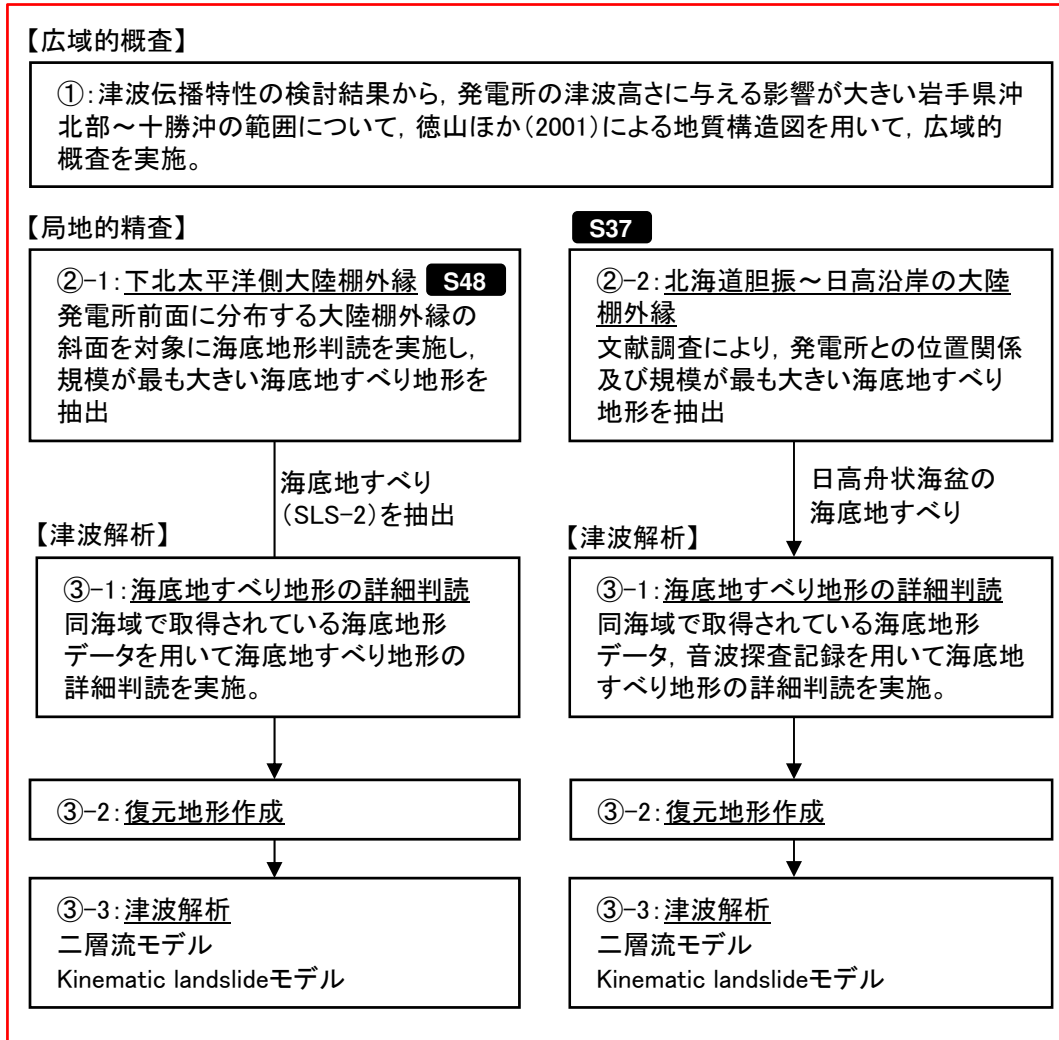 【広域的概査】
①:津波伝播特性の検討結果から,発電所の津波高さに与える影響が大きい岩手県沖
北部~十勝沖の範囲について,徳山ほか(2001)による地質構造図を用いて,広域的
概査を実施。
【局地的精査】
②-1:下北太平洋側大陸棚外縁 S48
発電所前面に分布する大陸棚外縁の
斜面を対象に海底地形判読を実施し,
規模が最も大きい海底地すべり地形を
抽出
海底地すべり
(SLS-2)を抽出
【津波解析】
③-1:海底地すべり地形の詳細判読
同海域で取得されている海底地形
データを用いて海底地すべり地形の
詳細判読を実施。
③-2:復元地形作成
③-3:津波解析
二層流モデル
Kinematic landslideモデル
S37
②-2:北海道胆振~日高沿岸の大陸
棚外縁
文献調査により,発電所との位置関係
及び規模が最も大きい海底地すべり
地形を抽出
日高舟状海盆の
海底地すべり
【津波解析】
③-1:海底地すべり地形の詳細判読
同海域で取得されている海底地形
データ,音波探査記録を用いて海底地
すべり地形の詳細判読を実施。
③-2:復元地形作成
③-3:津波解析
二層流モデル
Kinematic landslideモデル